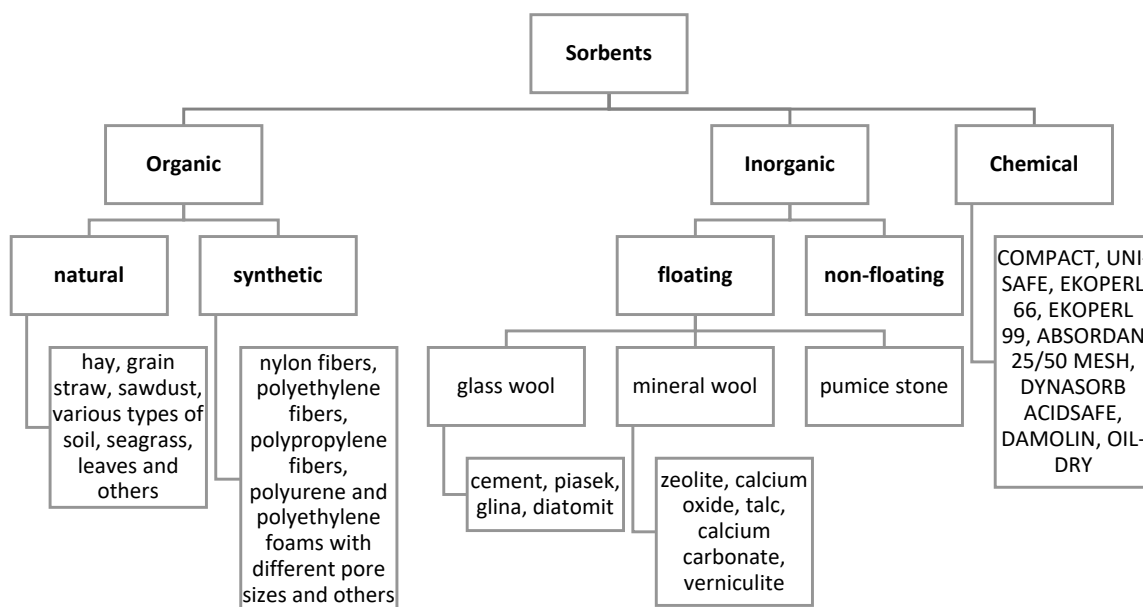 Sorbents
Organic
Inorganic
Chemical
natural
synthetic
floating
non-floating
hay, grain
straw, sawdust,
various types of
soil, seagrass,
leaves and
others
nylon fibers,
polyethylene
fibers,
polypropylene
fibers,
polyurene and
polyethylene
foams with
different pore
sizes and others
glass wool
mineral wool
pumice stone
cement, piasek,
glina, diatomit
zeolite, calcium
oxide, talc,
calcium
carbonate,
verniculite
COMPACT, UNI-
SAFE, EKOPERL
66, EKOPERL
99, ABSORDAN
25/50 MESH,
DYNASORB
ACIDSAFE,
DAMOLIN, OIL-
DRY